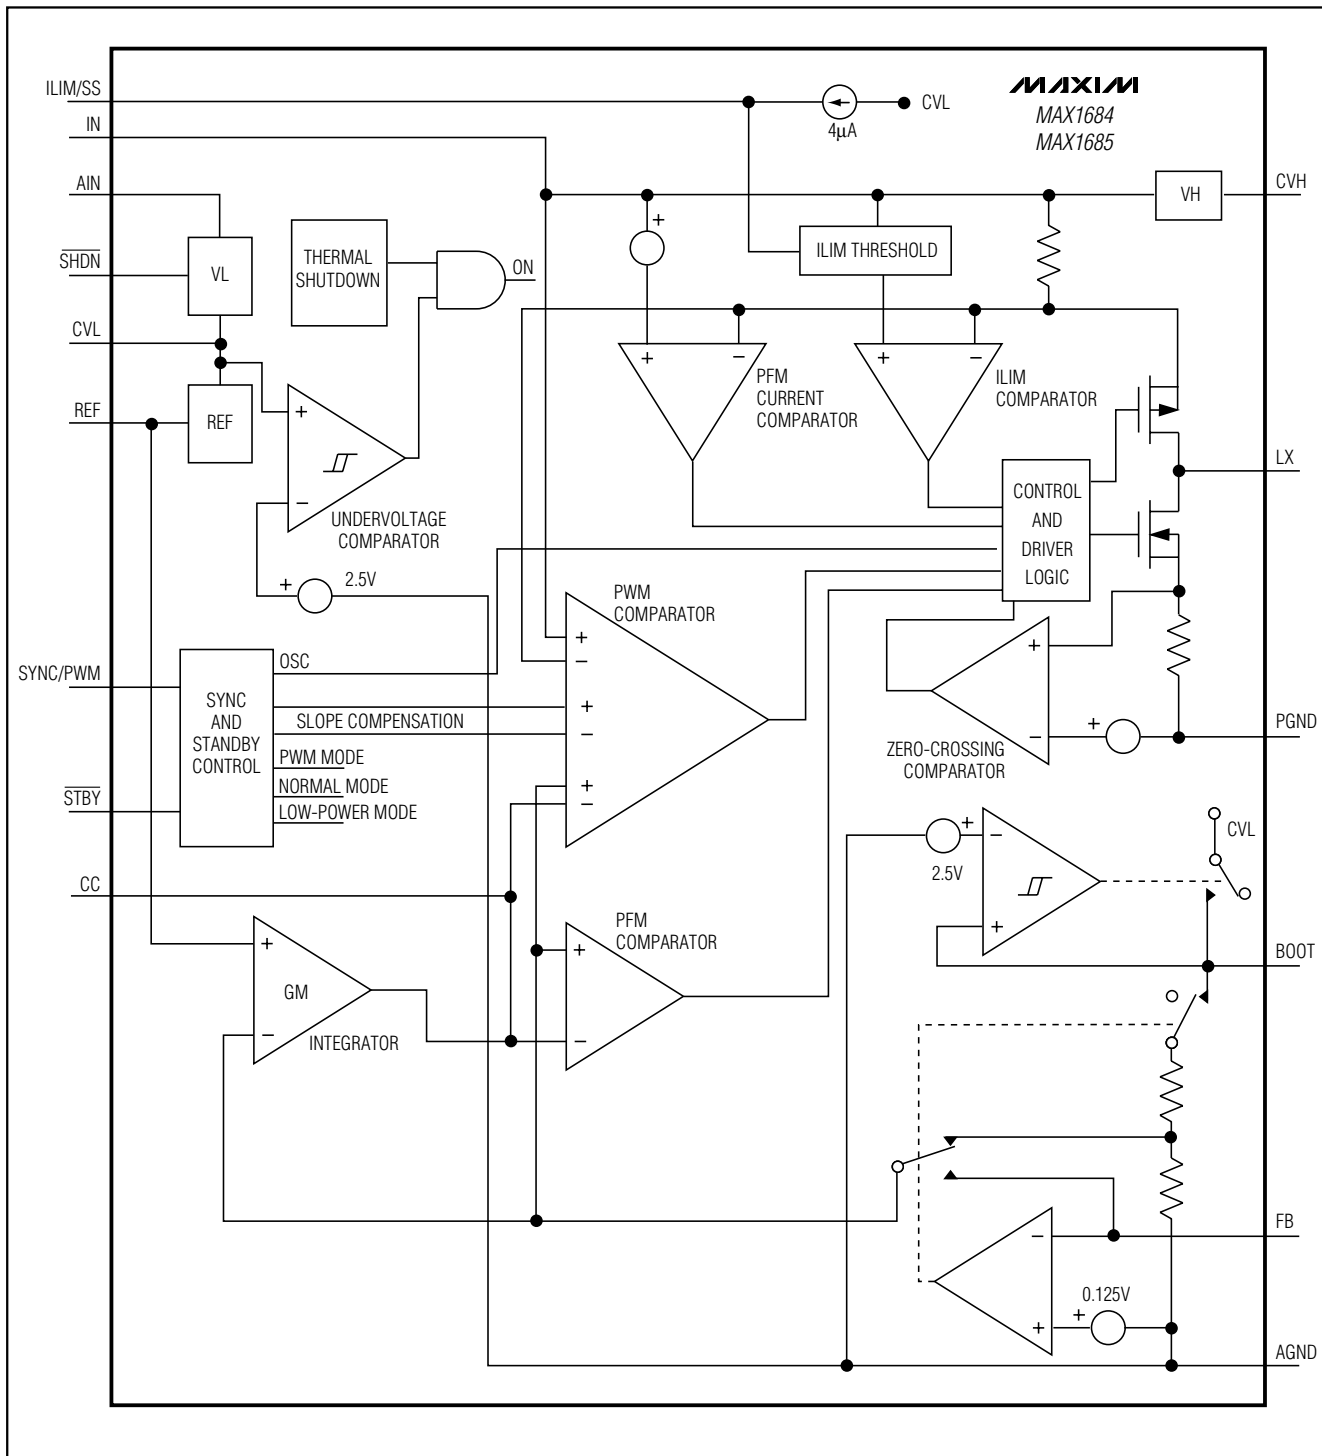 ILIM/SS
IN
AIN
SHDN
CVL
REF
SYNC/PWM
STBY
CC
4µA
CVL
MAXIM
MAX1684
MAX1685
VH
CVH
VL
THERMAL
SHUTDOWN
ON
ILIM THRESHOLD
+
REF
+
−
UNDERVOLTAGE
COMPARATOR
+
2.5V
+
−
PFM
CURRENT
COMPARATOR
+
−
ILIM
COMPARATOR
CONTROL
AND
DRIVER
LOGIC
LX
PWM
COMPARATOR
+
−
+
−
+
−
SYNC
AND
STANDBY
CONTROL
OSC
SLOPE COMPENSATION
PWM MODE
NORMAL MODE
LOW-POWER MODE
+
−
+
ZERO-CROSSING
COMPARATOR
PGND
+
2.5V
−
+
CVL
BOOT
+
−
GM
INTEGRATOR
PFM
COMPARATOR
+
−
−
+
+
0.125V
FB
AGND